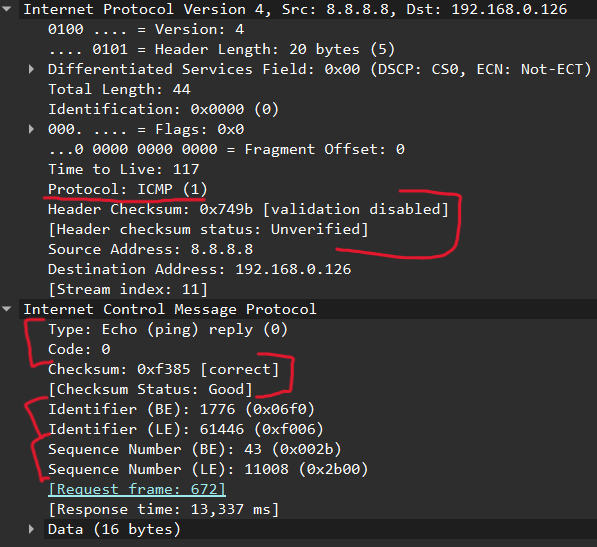 Internet Protocol Version 4, Src: 8.8.8.8, Dst: 192.168.0.126
0100 .... = Version: 4
.... 0101 = Header Length: 20 bytes (5)
Differentiated Services Field: 0x00 (DSCP: CS0, ECN: Not-ECT)
Total Length: 44
Identification: 0x0000 (0)
000. .... = Flags: 0x0
...0 0000 0000 0000 = Fragment Offset: 0
Time to Live: 117
Protocol: ICMP (1)
Header Checksum: 0x749b [validation disabled]
[Header checksum status: Unverified]
Source Address: 8.8.8.8
Destination Address: 192.168.0.126
[Stream index: 11]
Internet Control Message Protocol
Type: Echo (ping) reply (0)
Code: 0
Checksum: 0xf385 [correct]
[Checksum Status: Good]
Identifier (BE): 1776 (0x06f0)
Identifier (LE): 61446 (0xf006)
Sequence Number (BE): 43 (0x002b)
Sequence Number (LE): 11008 (0x2b00)
[Request frame: 672]
[Response time: 13,337 ms]
Data (16 bytes)